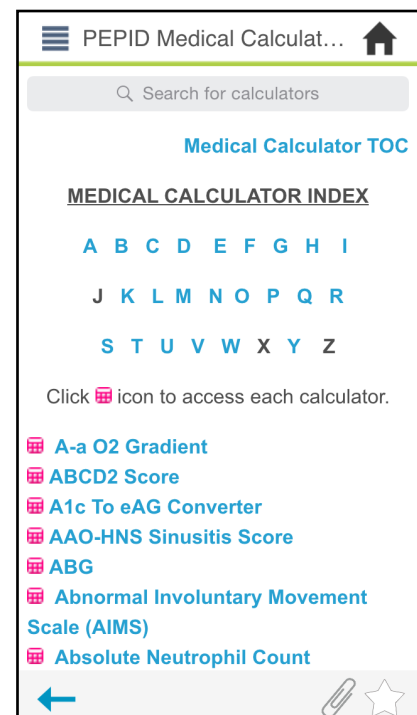 PEPID Medical Calculat...
Search for calculators
Medical Calculator TOC
MEDICAL CALCULATOR INDEX
A B C D E F G H I
J K L M N O P Q R
S T U V W X Y Z
Click icon to access each calculator.
A-a O2 Gradient
ABCD2 Score
A1c To eAG Converter
AAO-HNS Sinusitis Score
ABG
Abnormal Involuntary Movement
Scale (AIMS)
Absolute Neutrophil Count